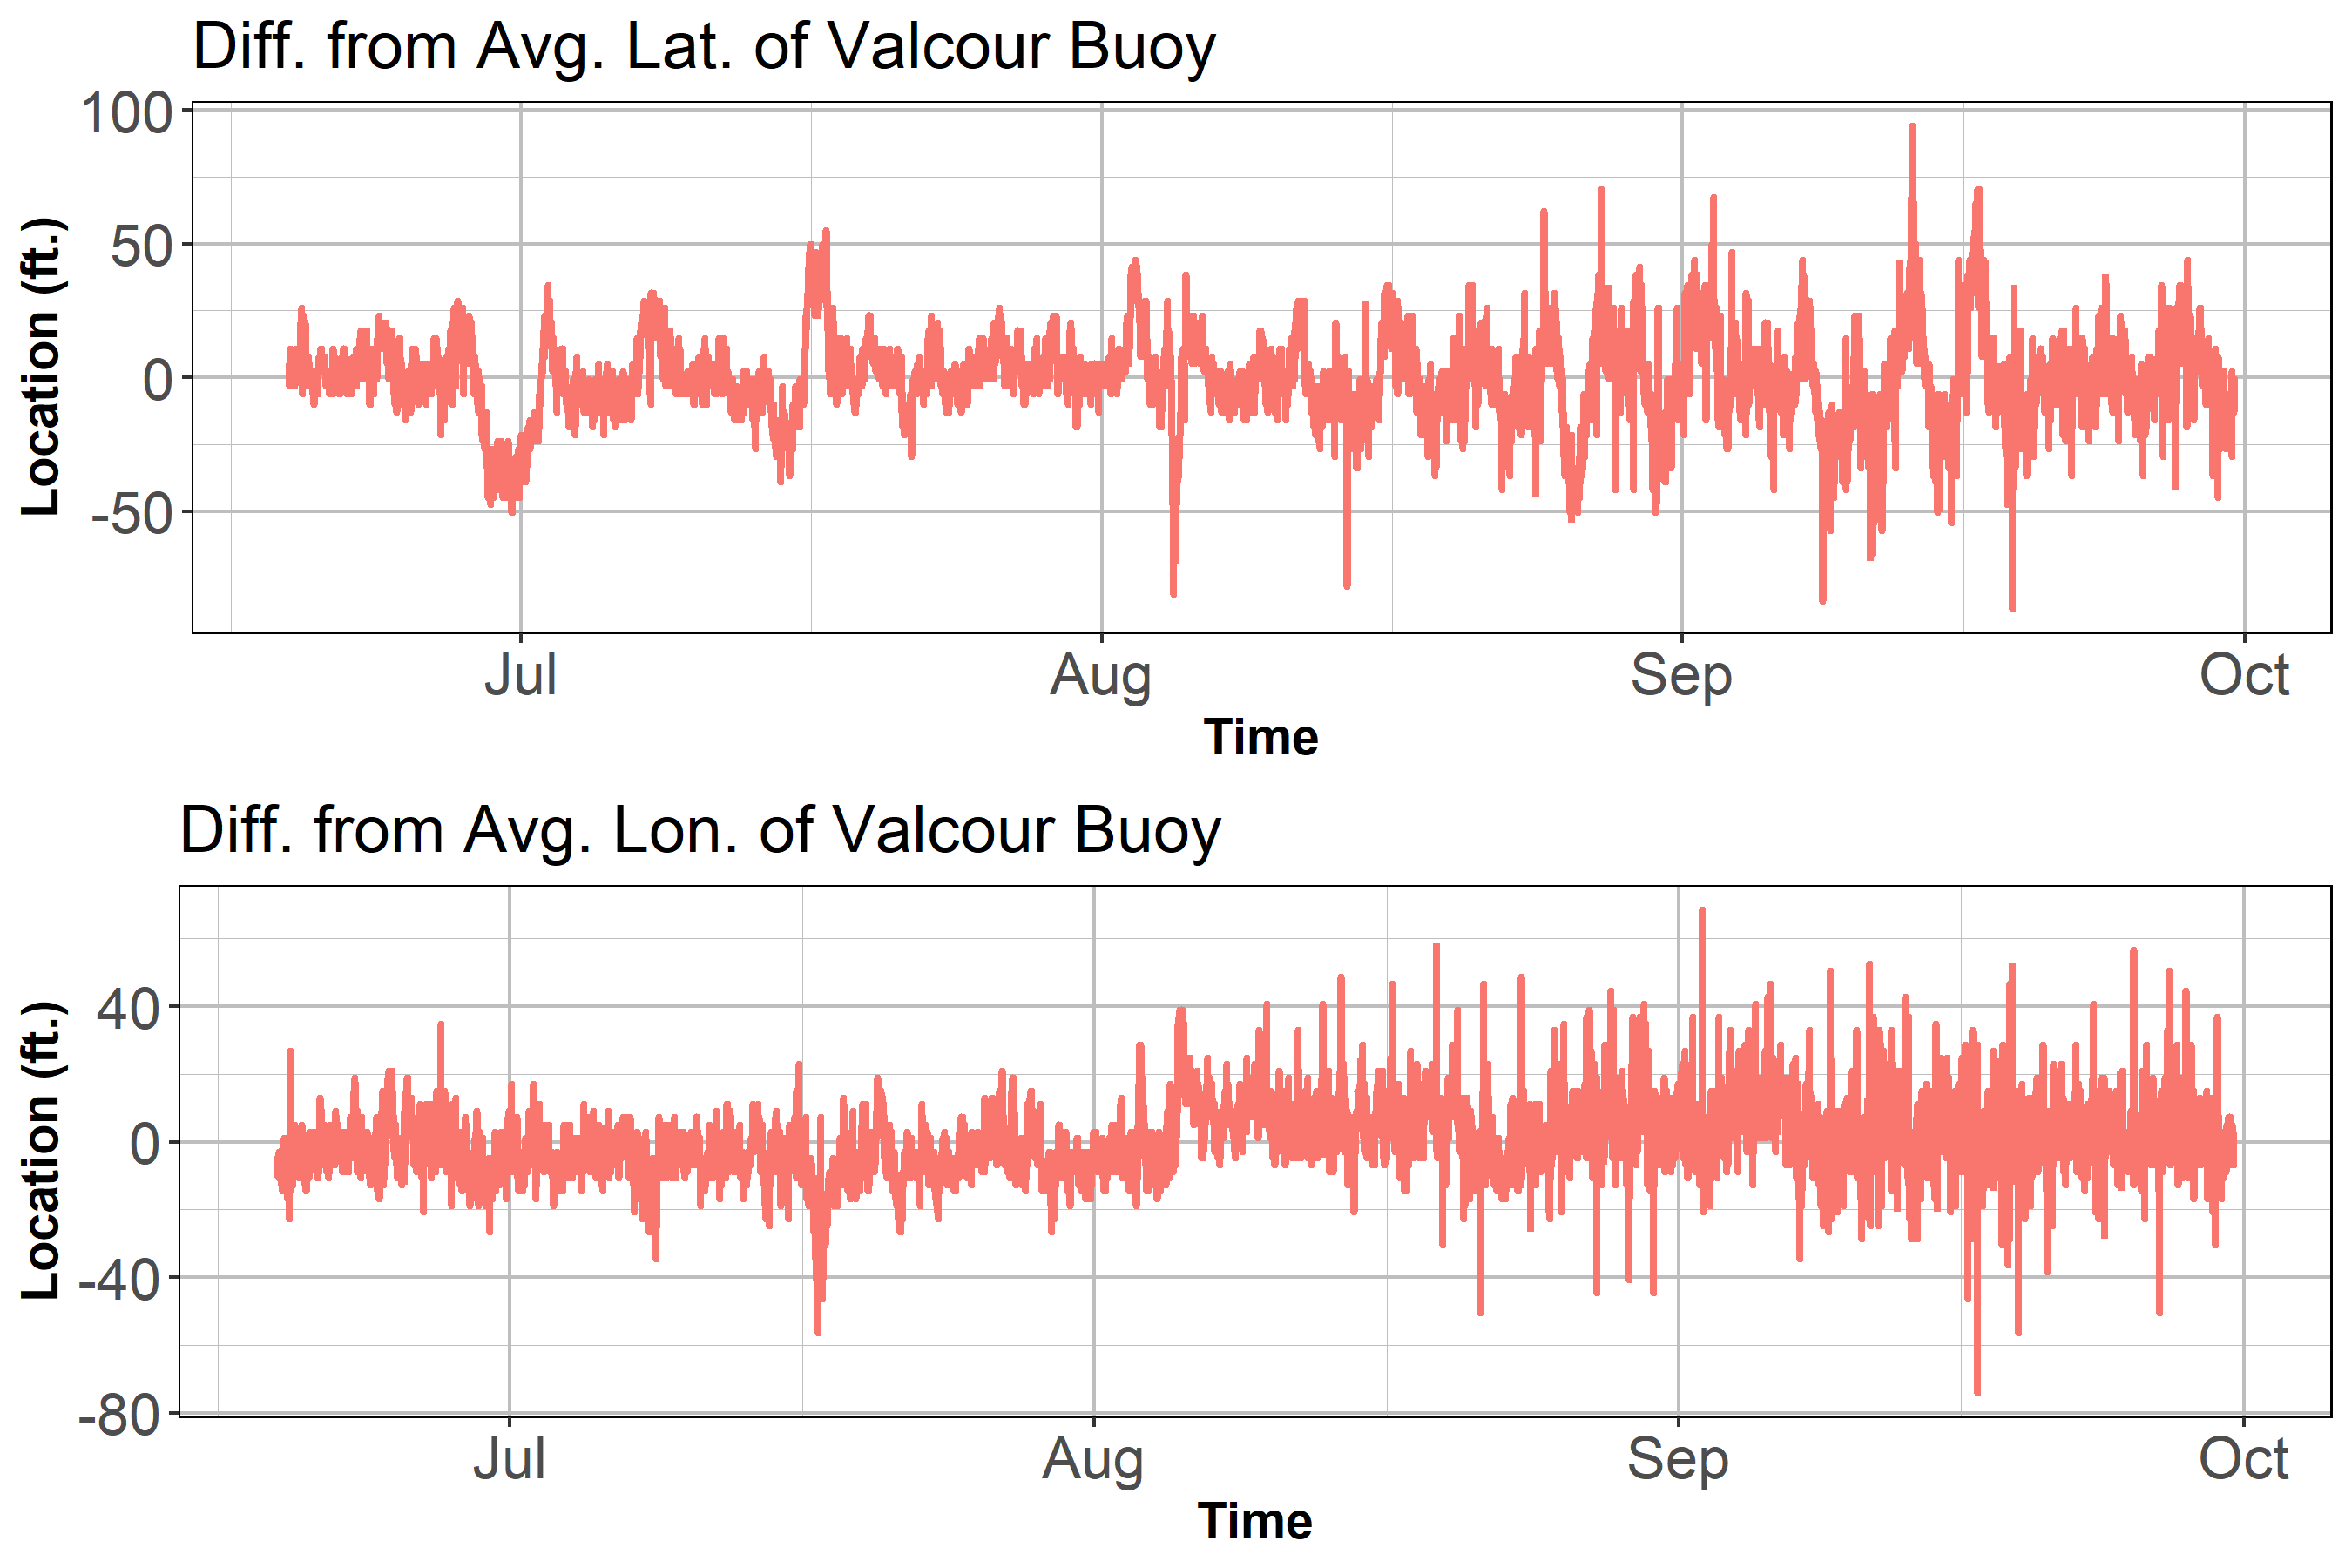 Diff. from Avg. Lat. of Valcour Buoy
100
50
0
-50
Location (ft.)
Jul Aug Sep Oct
Time
Diff. from Avg. Lon. of Valcour Buoy
40
0
-40
-80
Location (ft.)
Jul Aug Sep Oct
Time